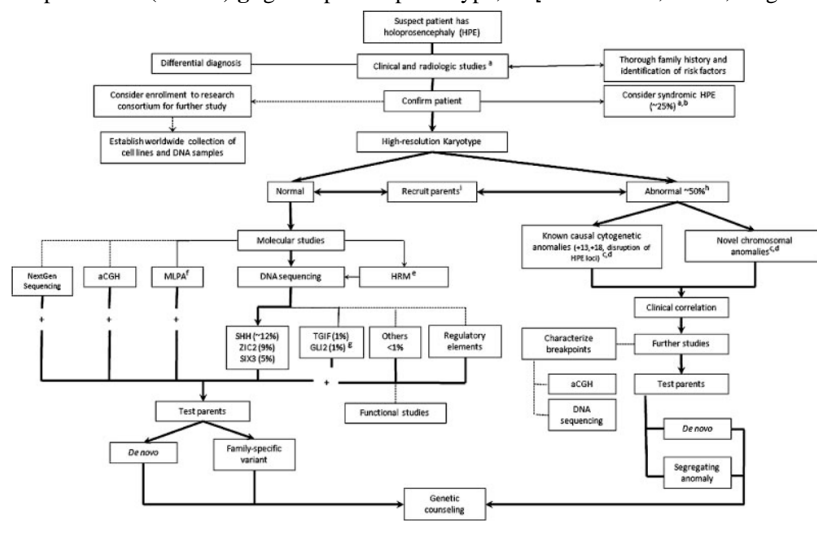 Suspect patient has
holoprosencephaly (HPE)
Differential diagnosis
Clinical and radiologic studies a
Thorough family history and
identification of risk factors
Consider enrollment to research
consortium for further study
Confirm patient
Consider syndromic HPE
(~25%) a,b
Establish worldwide collection of
cell lines and DNA samples
High-resolution Karyotype
Normal
Recruit parents i
Abnormal ~50% h
Molecular studies
Known causal cytogenetic
anomalies (+13,+18, disruption of
HPE loci) c,d
Novel chromosomal
anomalies c,d
NextGen
Sequencing
aCGH
MLPA f
DNA sequencing
HRM e
Clinical correlation
+
+
+
SHH (~12%)
ZIC2 (9%)
SIX3 (5%)
TGIF (1%)
GLI2 (1%) g
Others
<1%
Regulatory
elements
Characterize
breakpoints
Further studies
+
aCGH
Test parents
Test parents
Functional studies
DNA
sequencing
De novo
De novo
Family-specific
variant
Segregating
anomaly
Genetic
counseling